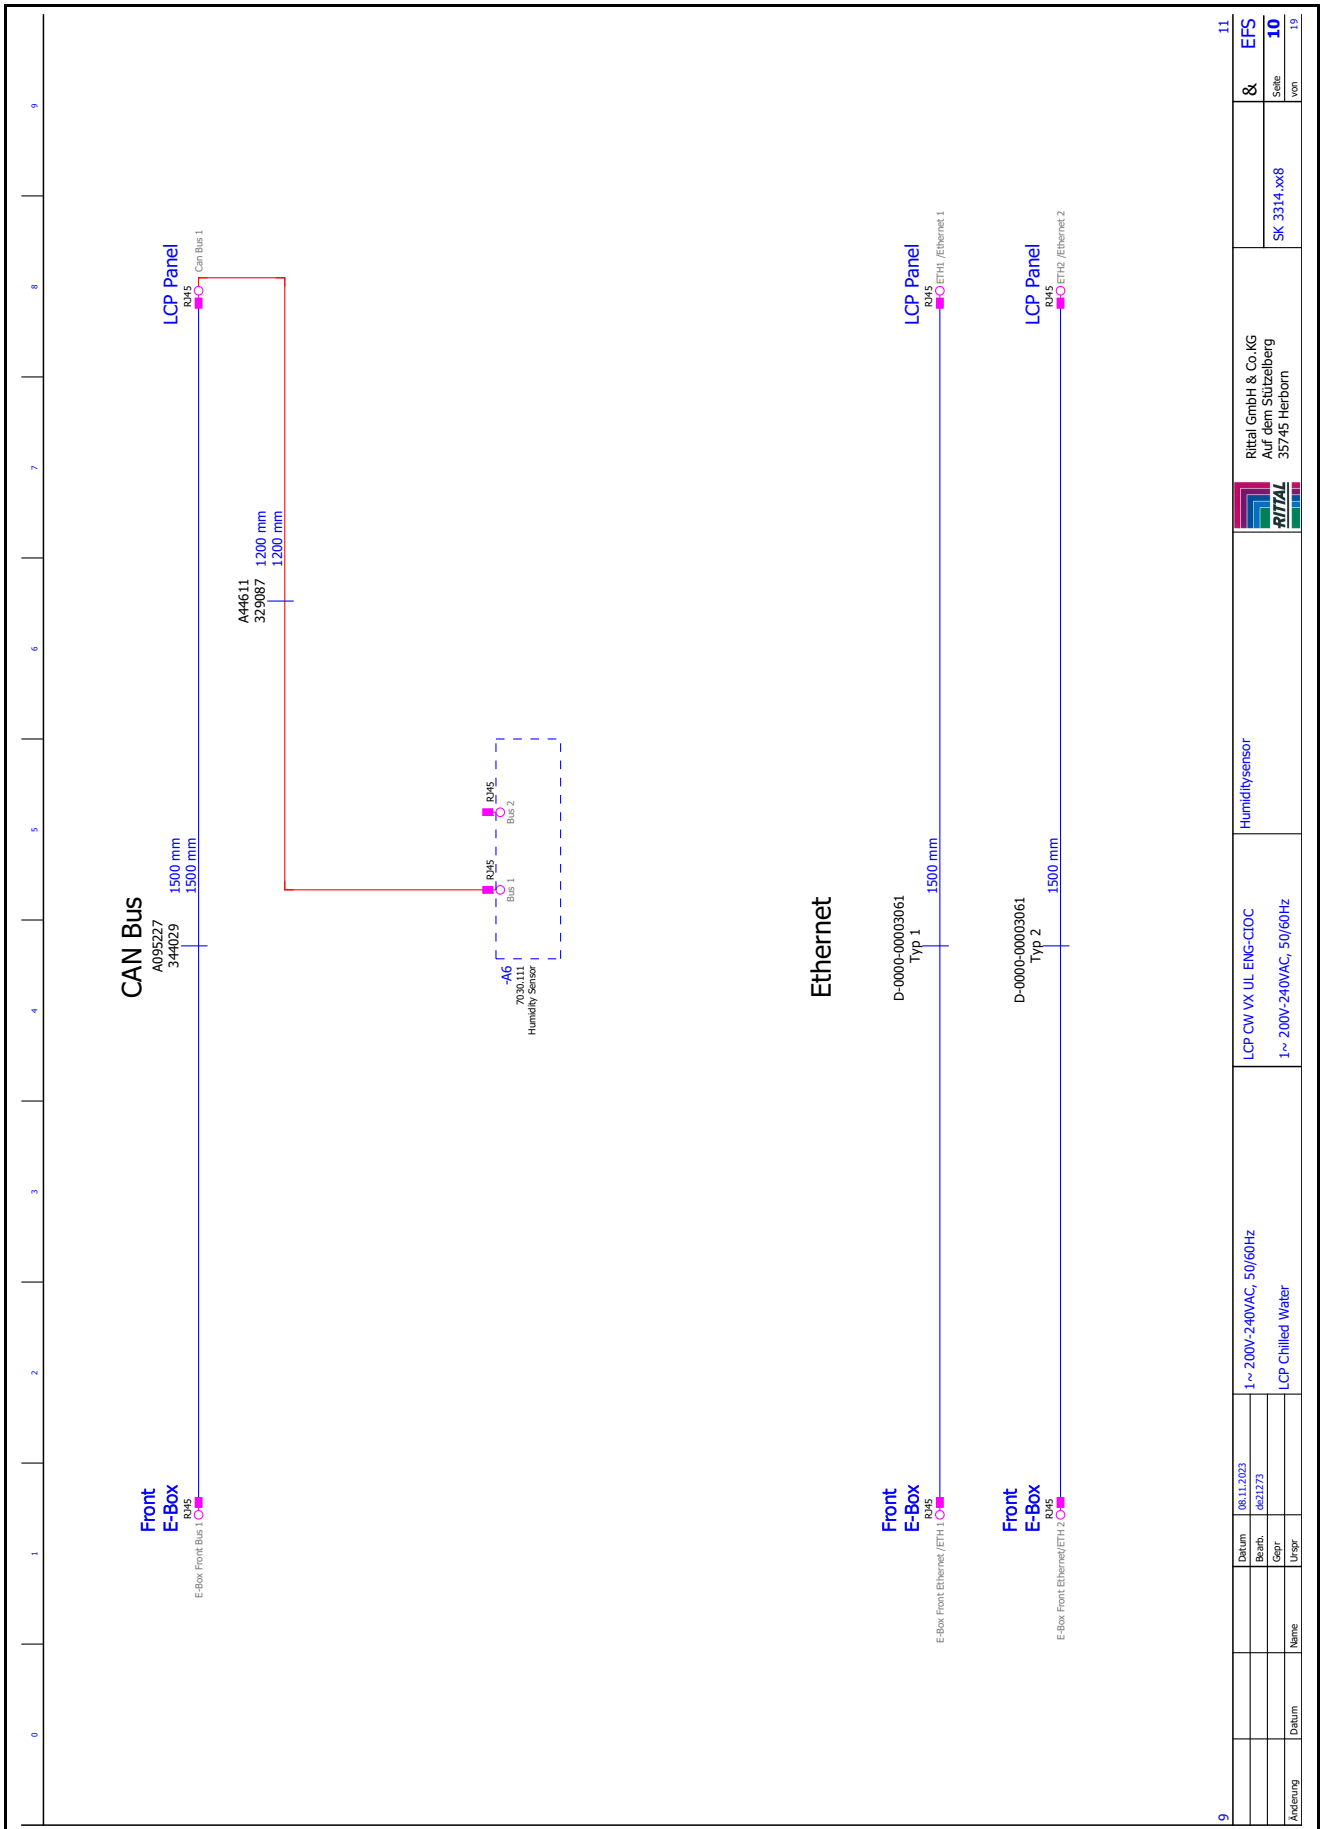 0
1
2
3
4
5
6
7
8
9
CAN Bus
Front
E-Box
RJ45
E-Box Front Bus 1
A095227
344029
1500 mm
1500 mm
LCP Panel
RJ45
Can Bus 1
A44611
329087
1200 mm
1200 mm
-A6
7030.111
Humidity Sensor
RJ45
Bus 1
RJ45
Bus 2
Ethernet
Front
E-Box
RJ45
E-Box Front Ethernet /ETH 1
D-0000-00003061
Typ 1
1500 mm
LCP Panel
RJ45
ETH1 /Ethernet 1
Front
E-Box
RJ45
E-Box Front Ethernet/ETH 2
D-0000-00003061
Typ 2
1500 mm
LCP Panel
RJ45
ETH2 /Ethernet 2
9
11
Änderung
Datum
Name
Datum
08.11.2023
Bearb.
de21273
Gepr
Urspr
1~ 200V-240VAC, 50/60Hz
LCP Chilled Water
LCP CW VX UL ENG-CIOC
1~ 200V-240VAC, 50/60Hz
Humiditysensor
RITTAL
Rittal GmbH & Co.KG
Auf dem Stützelberg
35745 Herborn
SK 3314.xx8
&
EFS
Seite
10
von
19